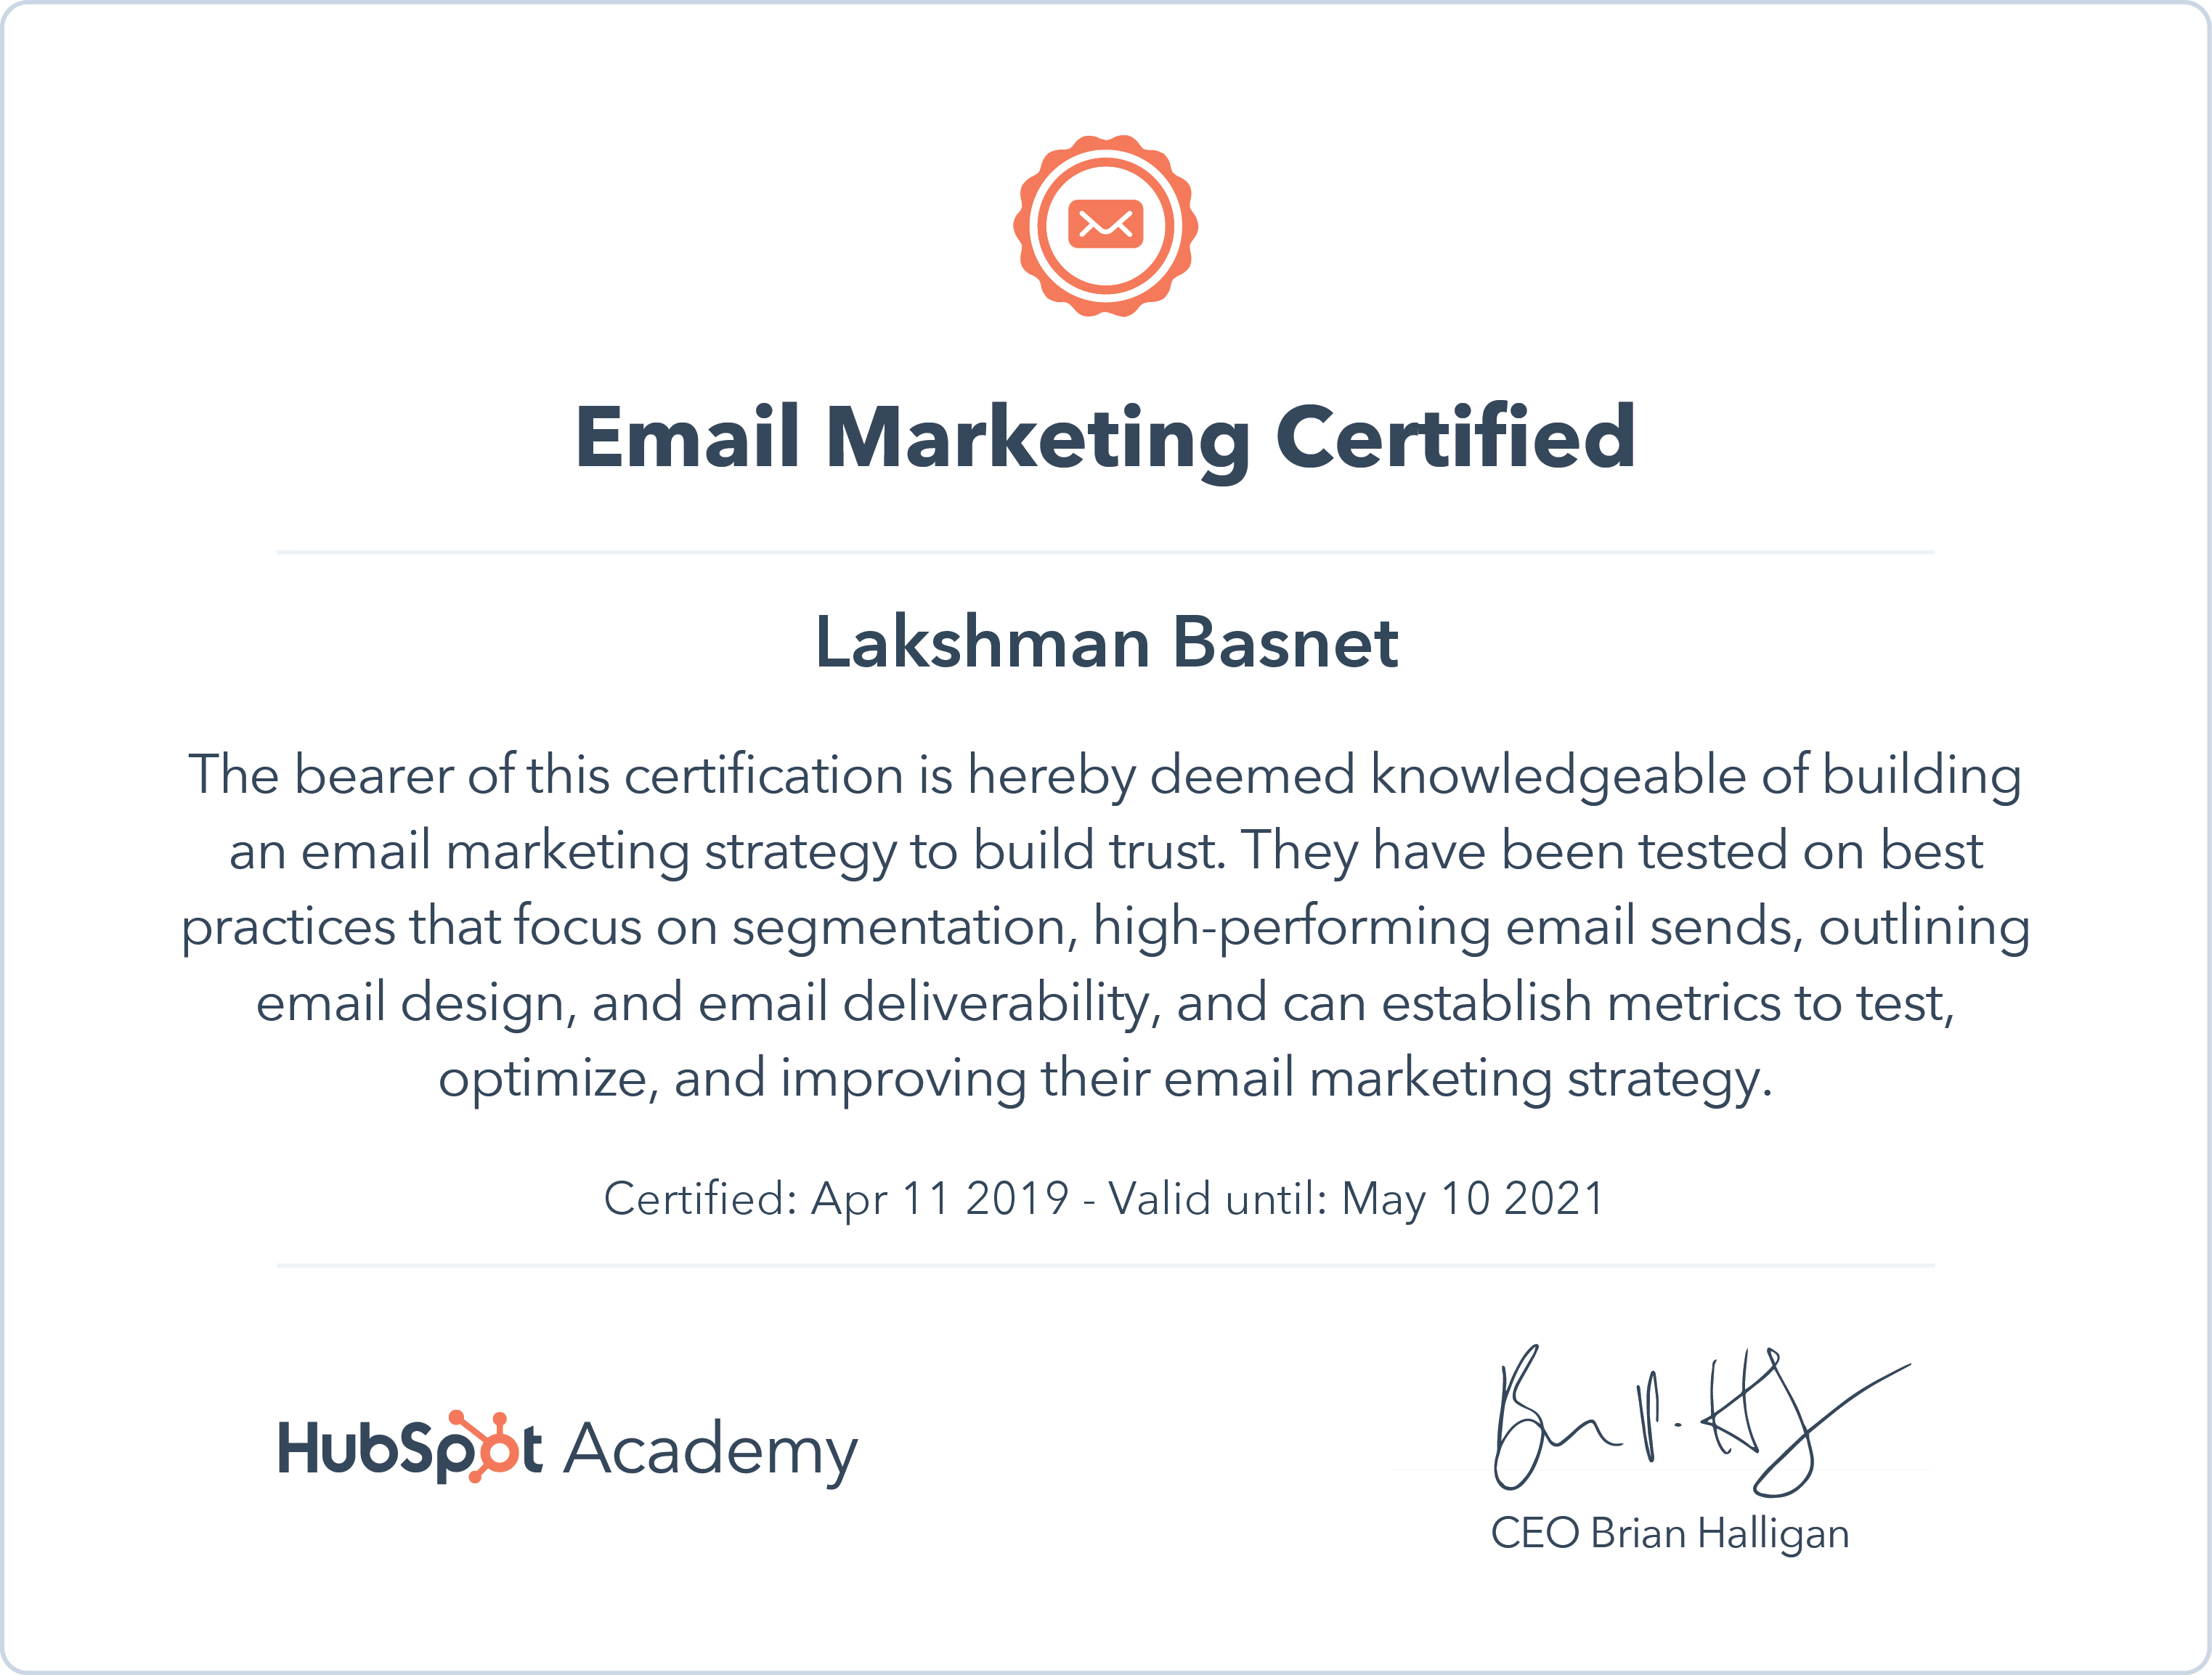 Email Marketing Certified
Lakshman Basnet
The bearer of this certification is hereby deemed knowledgeable of building
an email marketing strategy to build trust. They have been tested on best
practices that focus on segmentation, high-performing email sends, outlining
email design, and email deliverability, and can establish metrics to test,
optimize, and improving their email marketing strategy.
Certified: Apr 11 2019 - Valid until: May 10 2021
HubSpot Academy
CEO Brian Halligan